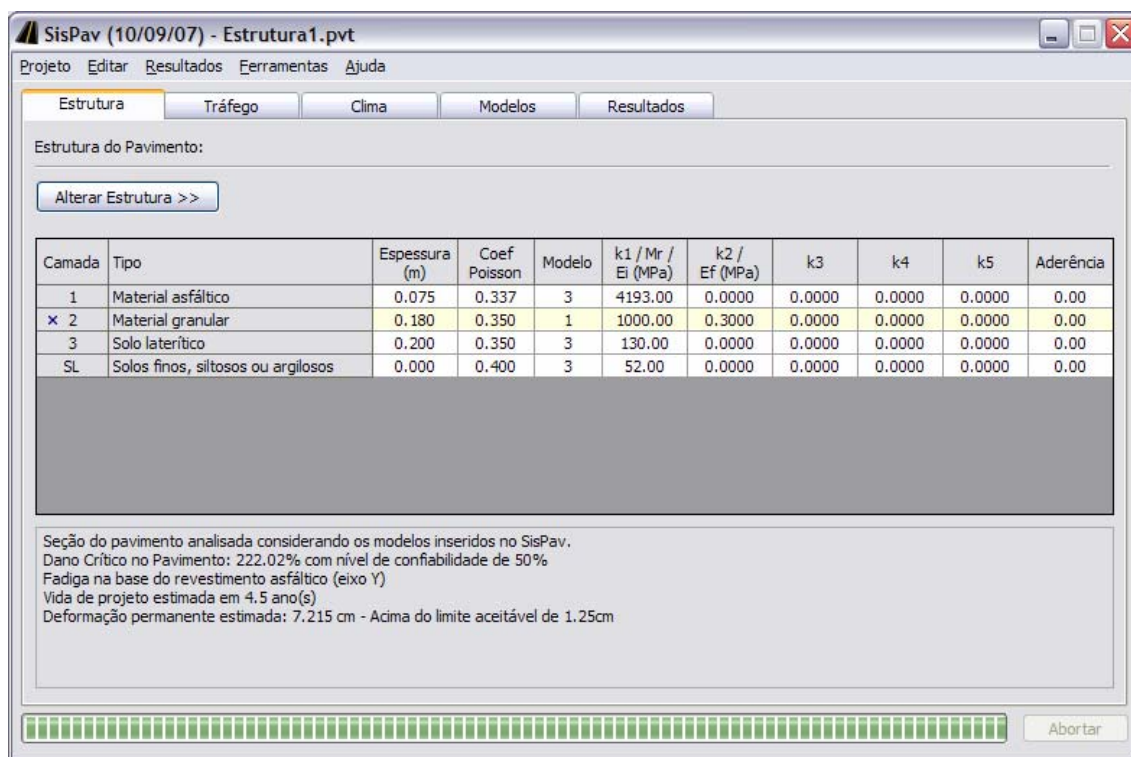 SisPav (10/09/07) - Estrutura1.pvt
Projeto Editar Resultados Ferramentas Ajuda
Estrutura Tráfego Clima Modelos Resultados
Estrutura do Pavimento:
Alterar Estrutura >>
Camada Tipo Espessura (m) Coef Poisson Modelo k1 / Mr / Ei (MPa) k2 / Ef (MPa) k3 k4 k5 Aderência
1 Material asfáltico 0.075 0.337 3 4193.00 0.0000 0.0000 0.0000 0.0000 0.00
× 2 Material granular 0.180 0.350 1 1000.00 0.3000 0.0000 0.0000 0.0000 0.00
3 Solo laterítico 0.200 0.350 3 130.00 0.0000 0.0000 0.0000 0.0000 0.00
SL Solos finos, siltosos ou argilosos 0.000 0.400 3 52.00 0.0000 0.0000 0.0000 0.0000 0.00
Seção do pavimento analisada considerando os modelos inseridos no SisPav.
Dano Crítico no Pavimento: 222.02% com nível de confiabilidade de 50%
Fadiga na base do revestimento asfáltico (eixo Y)
Vida de projeto estimada em 4.5 ano(s)
Deformação permanente estimada: 7.215 cm - Acima do limite aceitável de 1.25cm
Abortar